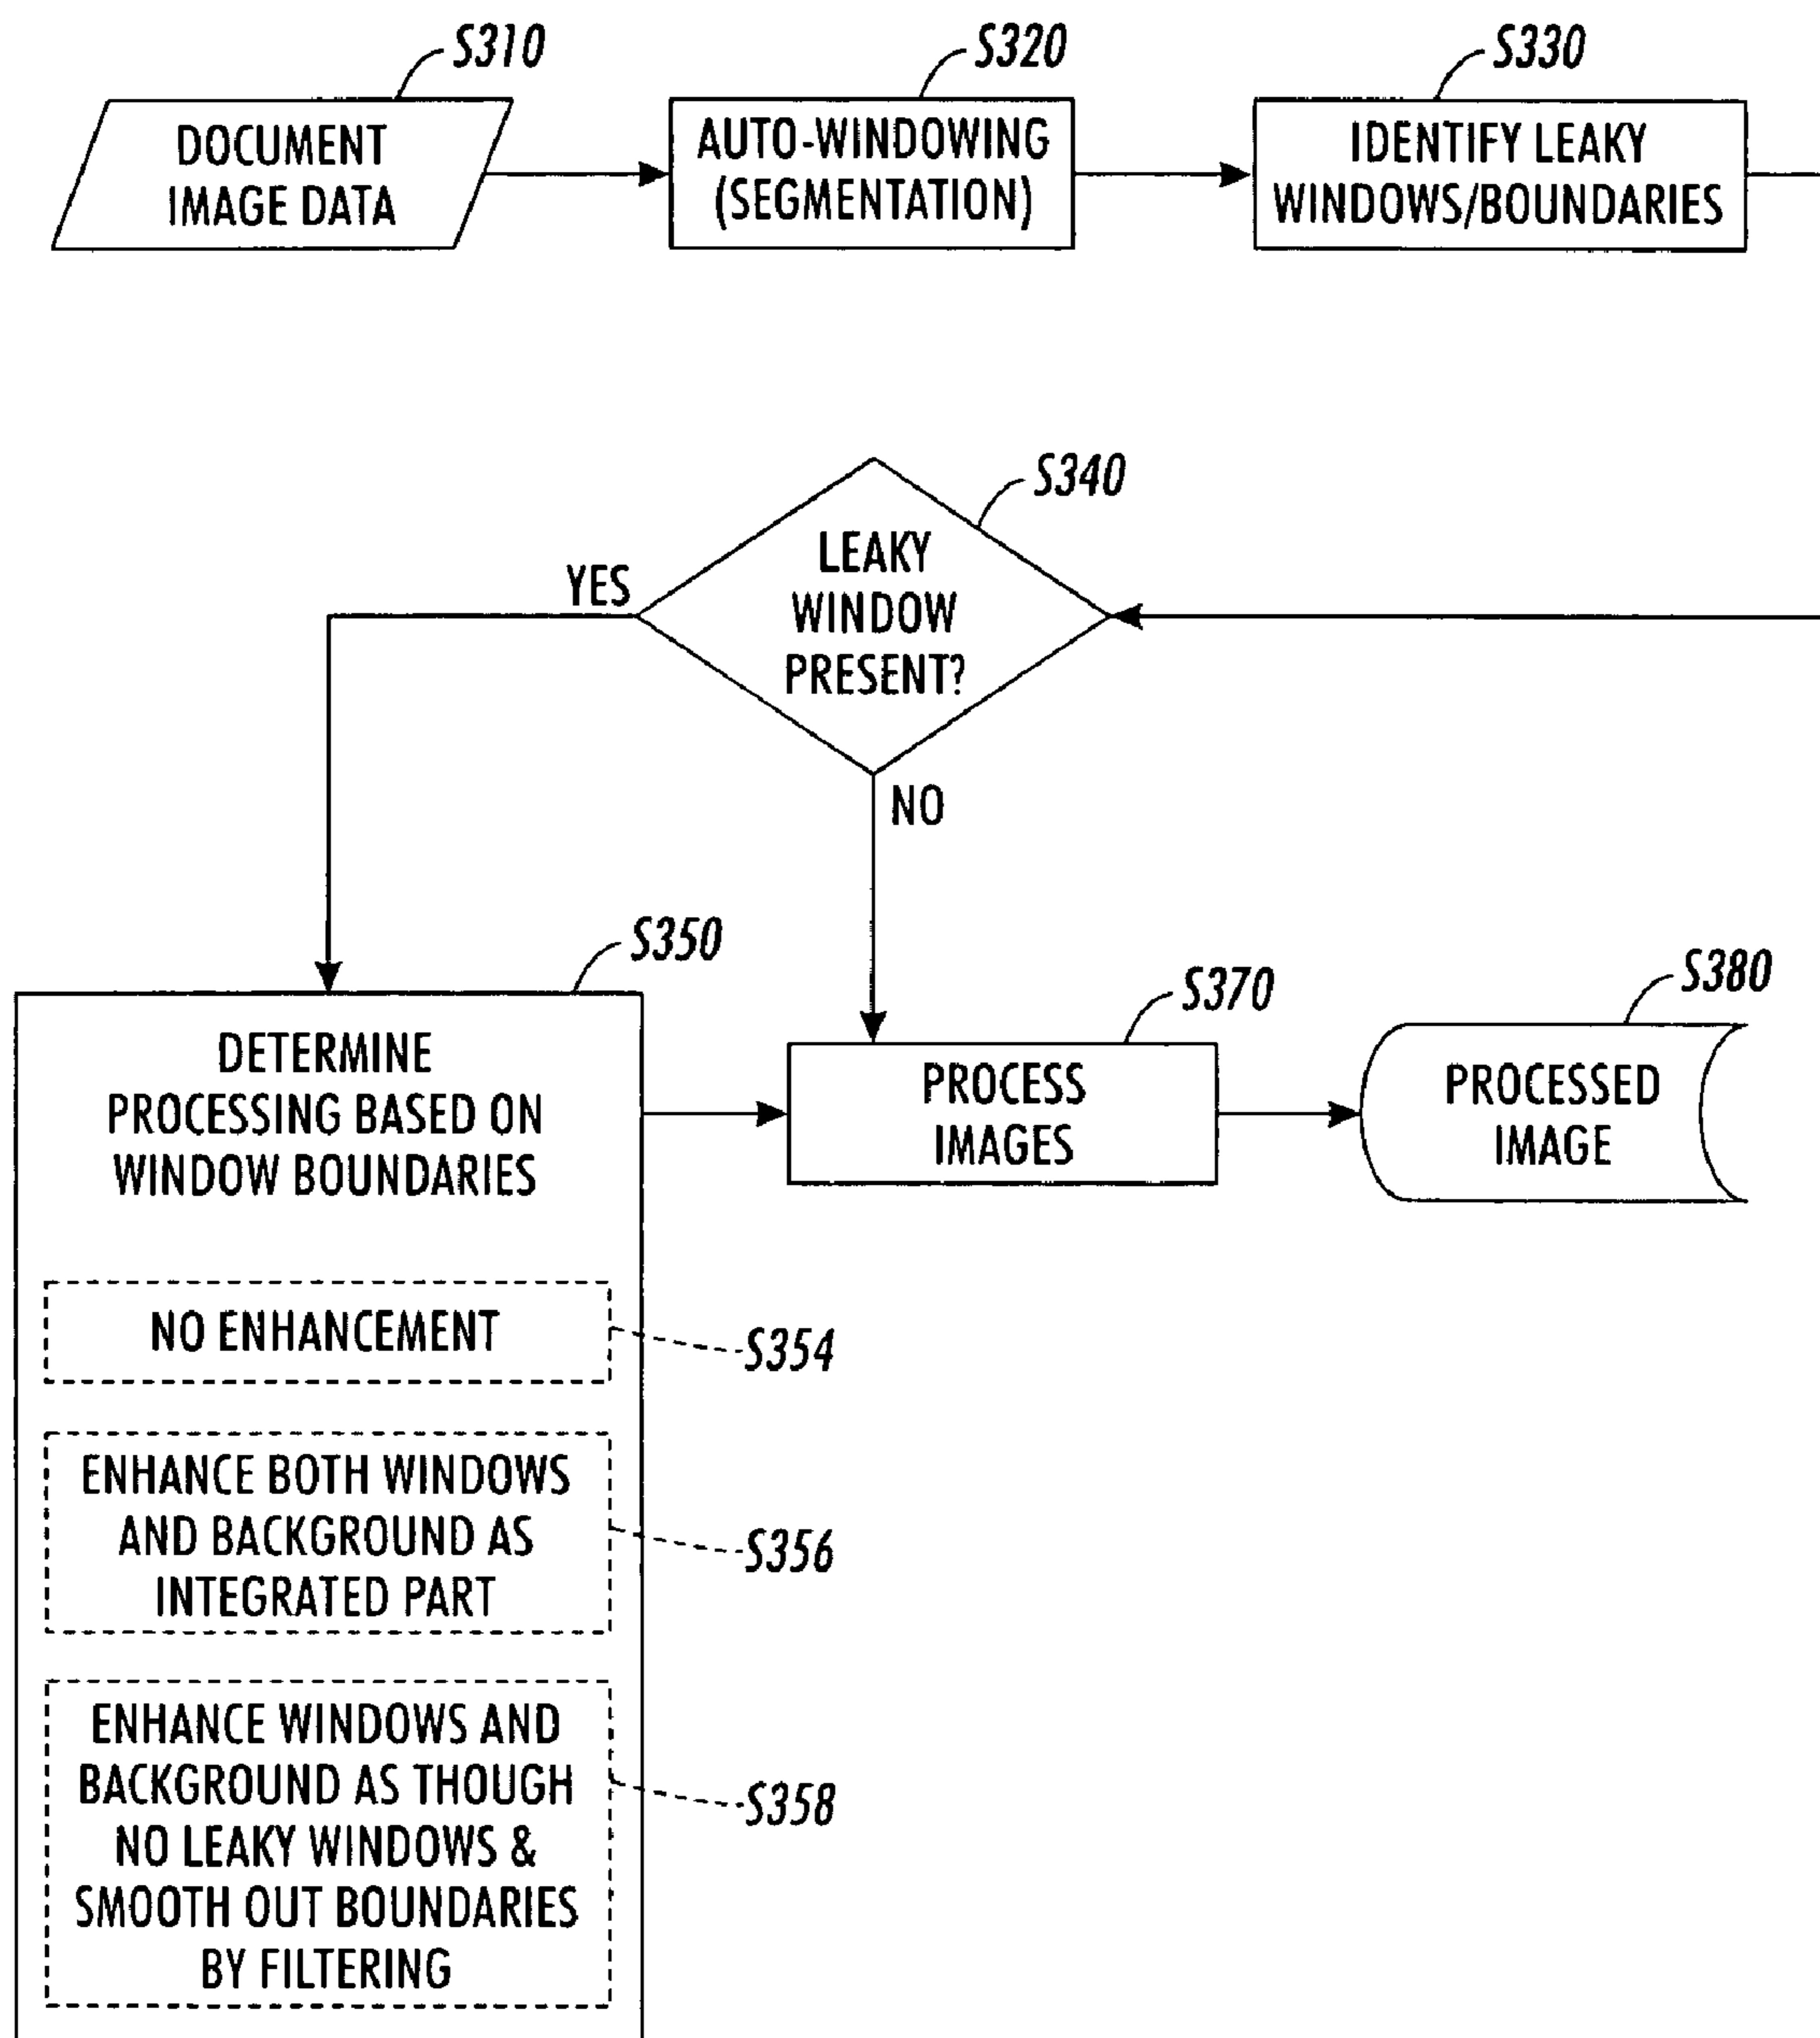 S310
DOCUMENT
IMAGE DATA
S320
AUTO-WINDOWING
(SEGMENTATION)
S330
IDENTIFY LEAKY
WINDOWS/BOUNDARIES
S340
LEAKY
WINDOW
PRESENT?
YES
NO
S350
DETERMINE
PROCESSING BASED ON
WINDOW BOUNDARIES
NO ENHANCEMENT
S354
ENHANCE BOTH WINDOWS
AND BACKGROUND AS
INTEGRATED PART
S356
ENHANCE WINDOWS AND
BACKGROUND AS THOUGH
NO LEAKY WINDOWS &
SMOOTH OUT BOUNDARIES
BY FILTERING
S358
S370
PROCESS
IMAGES
S380
PROCESSED
IMAGE